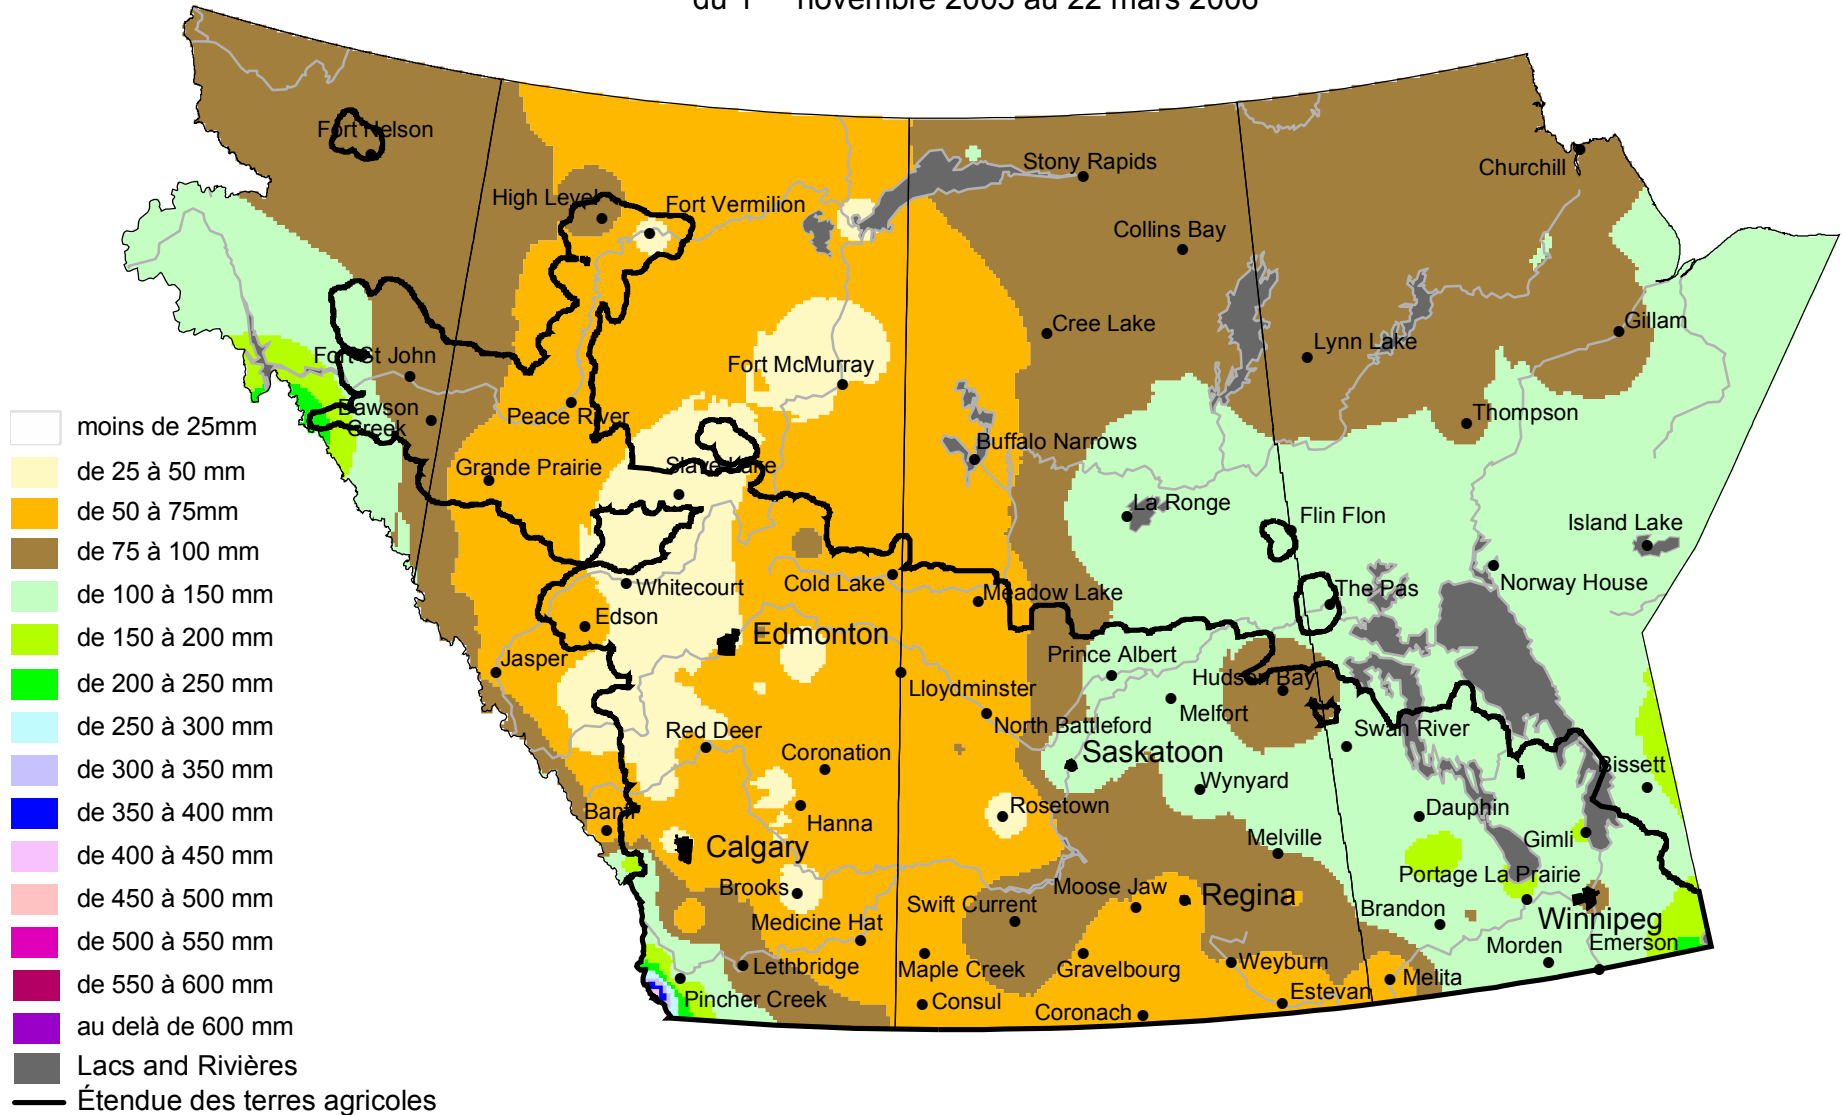 du 1 novembre 2005 au 22 mars 2006
Fort Nelson
High Level
Fort Vermilion
Stony Rapids
Churchill
Collins Bay
Cree Lake
Lynn Lake
Gillam
Fort St John
Fort McMurray
Dawson
Creek
Peace River
Thompson
Buffalo Narrows
Grande Prairie
Slave Lake
La Ronge
Flin Flon
Island Lake
Whitecourt
Cold Lake
Meadow Lake
The Pas
Norway House
Edson
Edmonton
Jasper
Prince Albert
Hudson Bay
Lloydminster
Melfort
North Battleford
Swan River
Red Deer
Coronation
Saskatoon
Bissett
Wynyard
Banff
Hanna
Rosetown
Dauphin
Gimli
Calgary
Melville
Portage La Prairie
Brooks
Moose Jaw
Regina
Swift Current
Brandon
Winnipeg
Medicine Hat
Morden
Emerson
Lethbridge
Maple Creek
Gravelbourg
Weyburn
Melita
Pincher Creek
Consul
Coronach
Estevan
moins de 25mm
de 25 à 50 mm
de 50 à 75mm
de 75 à 100 mm
de 100 à 150 mm
de 150 à 200 mm
de 200 à 250 mm
de 250 à 300 mm
de 300 à 350 mm
de 350 à 400 mm
de 400 à 450 mm
de 450 à 500 mm
de 500 à 550 mm
de 550 à 600 mm
au delà de 600 mm
Lacs and Rivières
Étendue des terres agricoles